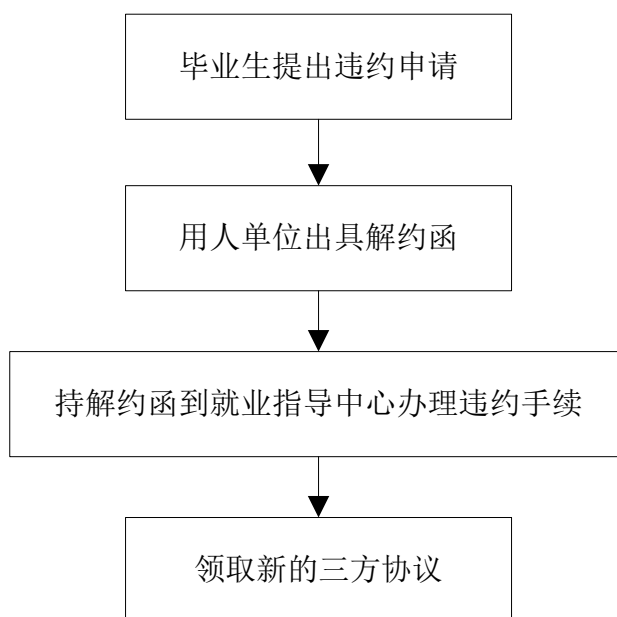 毕业生提出违约申请
用人单位出具解约函
持解约函到就业指导中心办理违约手续
领取新的三方协议